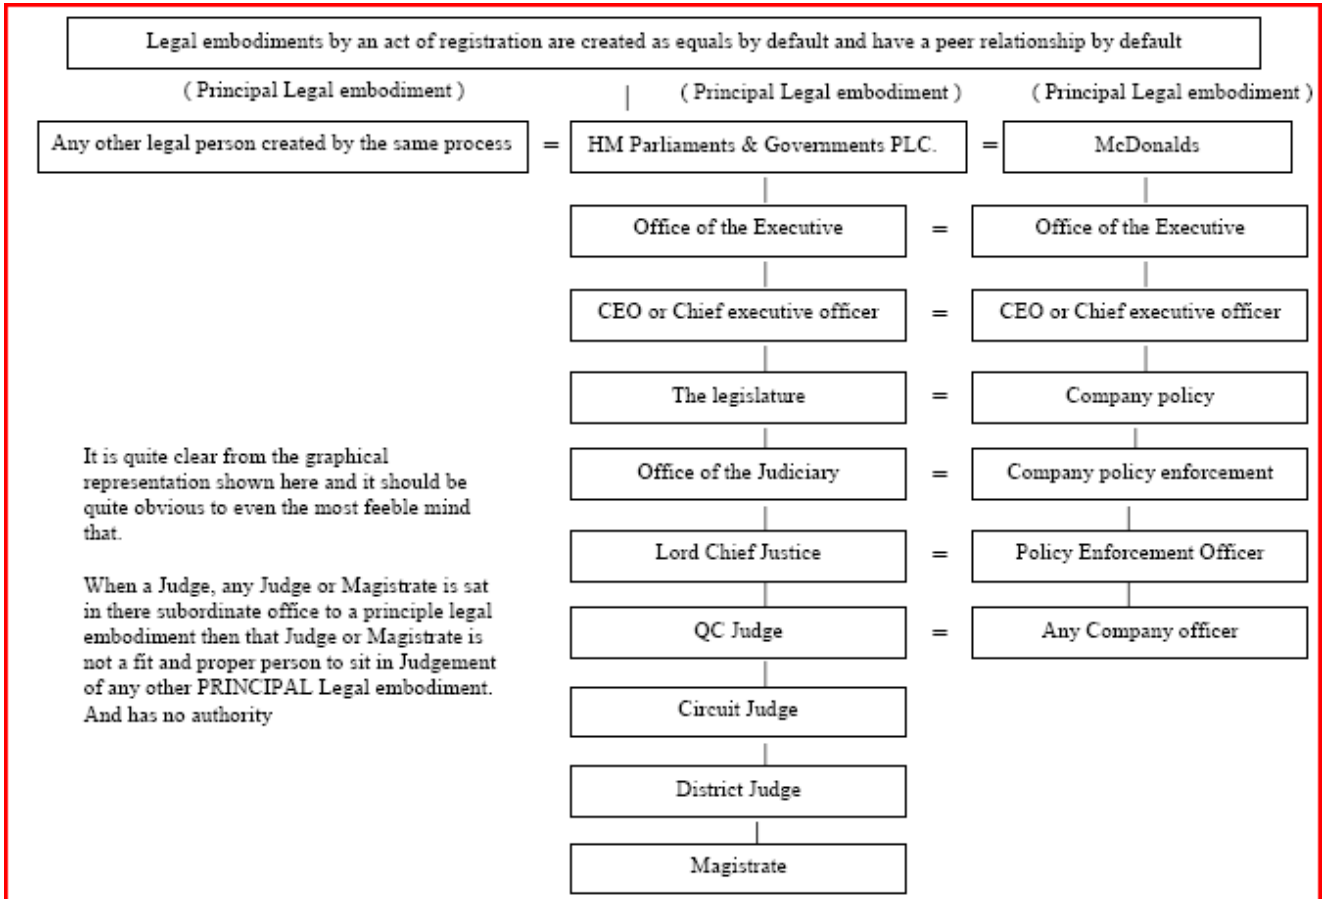 Legal embodiments by an act of registration are created as equals by default and have a peer relationship by default
( Principal Legal embodiment )
( Principal Legal embodiment )
( Principal Legal embodiment )
Any other legal person created by the same process
=
HM Parliaments & Governments PLC.
=
McDonalds
Office of the Executive
=
Office of the Executive
CEO or Chief executive officer
=
CEO or Chief executive officer
The legislature
=
Company policy
Office of the Judiciary
=
Company policy enforcement
Lord Chief Justice
=
Policy Enforcement Officer
QC Judge
=
Any Company officer
Circuit Judge
District Judge
Magistrate
It is quite clear from the graphical
representation shown here and it should be
quite obvious to even the most feeble mind
that.
When a Judge, any Judge or Magistrate is sat
in there subordinate office to a principle legal
embodiment then that Judge or Magistrate is
not a fit and proper person to sit in Judgement
of any other PRINCIPAL Legal embodiment.
And has no authority